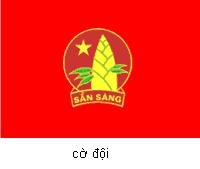 SẴN SÀNG
cờ đội